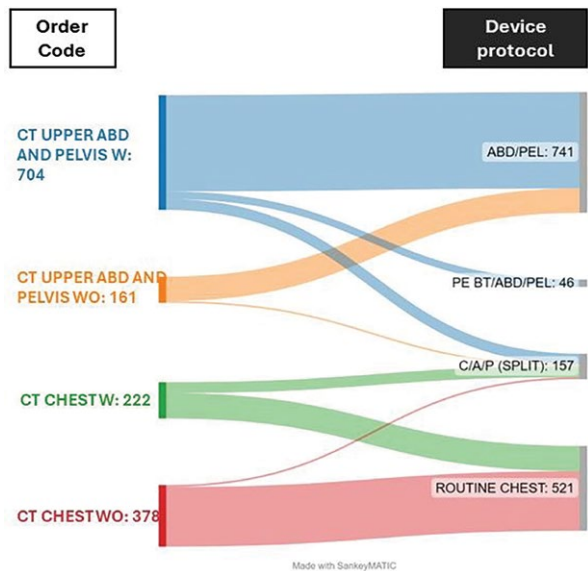 Order
Code
Device
protocol
CT UPPER ABD
AND PELVIS W:
704
ABD/PEL: 741
CT UPPER ABD AND
PELVIS WO: 161
PE BT/ABD/PEL: 46
C/A/P (SPLIT): 157
CT CHEST W: 222
ROUTINE CHEST: 521
CT CHEST WO: 378
Made with SankeyMATIC